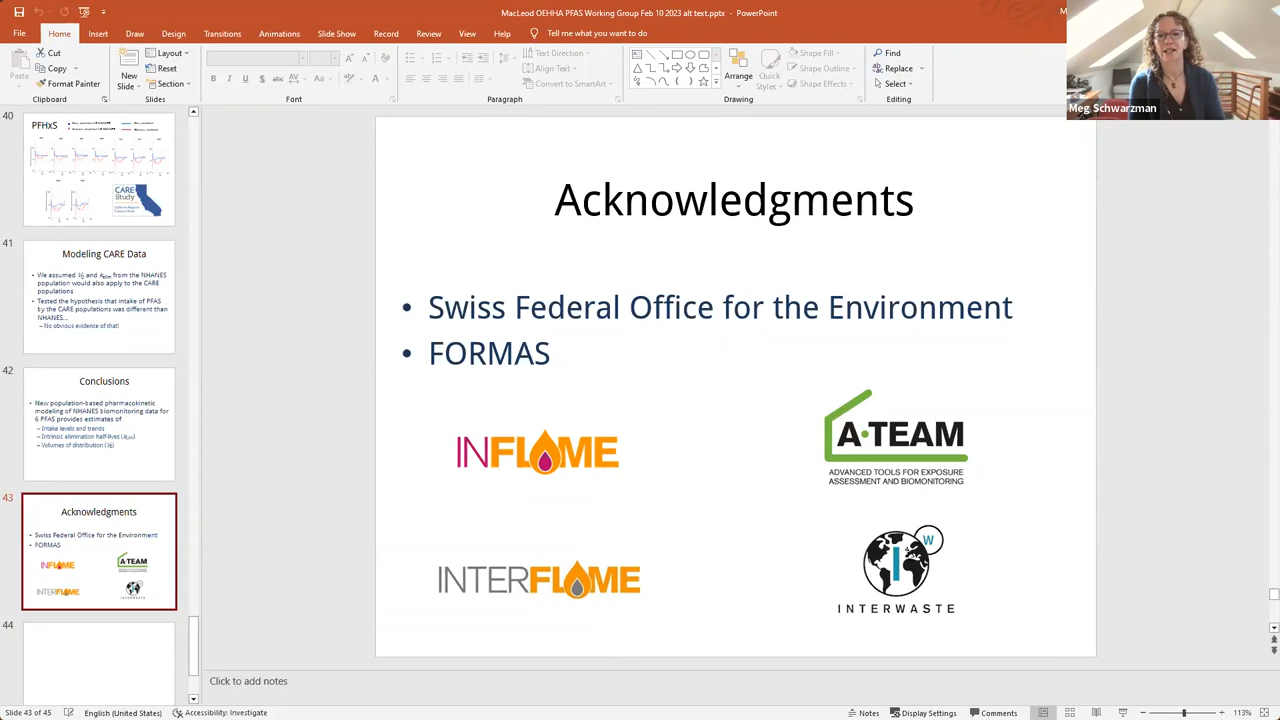 MacLeod OEHHA PFAS Working Group Feb 10 2023 alt text.pptx - PowerPoint
File Home Insert Draw Design Transitions Animations Slide Show Record Review View Help Tell me what you want to do
Paste
Cut
Copy
Format Painter
Clipboard
New Slide
Layout
Reset
Section
Slides
Font
Text Direction
Align Text
Convert to SmartArt
Paragraph
Arrange
Quick Styles
Shape Fill
Shape Outline
Shape Effects
Drawing
Find
Replace
Select
Editing
Meg Schwarzman
40
PFHxS
CARE
Study
41
Modeling CARE Data
• We assumed Vd and kelim from the NHANES
population would also apply to the CARE
populations
• Tested the hypothesis that intake of PFAS
by the CARE populations was different than
NHANES...
– No obvious evidence of that!
42
Conclusions
• New population-based pharmacokinetic
modeling of NHANES biomonitoring data for
6 PFAS provides estimates of
– Intake levels and trends
– Intrinsic elimination half-lives (kelim)
– Volumes of distribution (Vd)
43
Acknowledgments
• Swiss Federal Office for the Environment
• FORMAS
INFLAME
A·TEAM
INTERFLAME
INTERWASTE
44
Acknowledgments
• Swiss Federal Office for the Environment
• FORMAS
INFLAME
A·TEAM
ADVANCED TOOLS FOR EXPOSURE
ASSESSMENT AND BIOMONITORING
INTERFLAME
W
I
INTERWASTE
Click to add notes
Slide 43 of 45 English (United States) Accessibility: Investigate Notes Display Settings Comments 113%